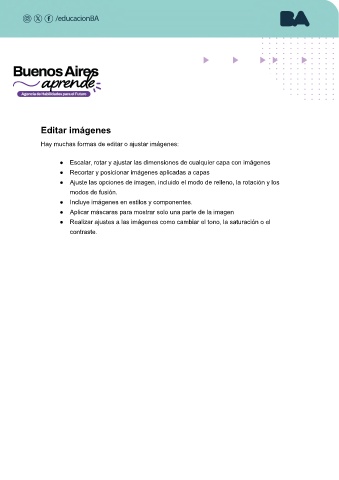 /educacionBA
BA
Buenos Aires
aprende
Agencia de Habilidades para el Futuro
Editar imágenes
Hay muchas formas de editar o ajustar imágenes:
● Escalar, rotar y ajustar las dimensiones de cualquier capa con imágenes
● Recortar y posicionar imágenes aplicadas a capas
● Ajuste las opciones de imagen, incluido el modo de relleno, la rotación y los
modos de fusión.
● Incluye imágenes en estilos y componentes.
● Aplicar máscaras para mostrar solo una parte de la imagen
● Realizar ajustes a las imágenes como cambiar el tono, la saturación o el
contraste.